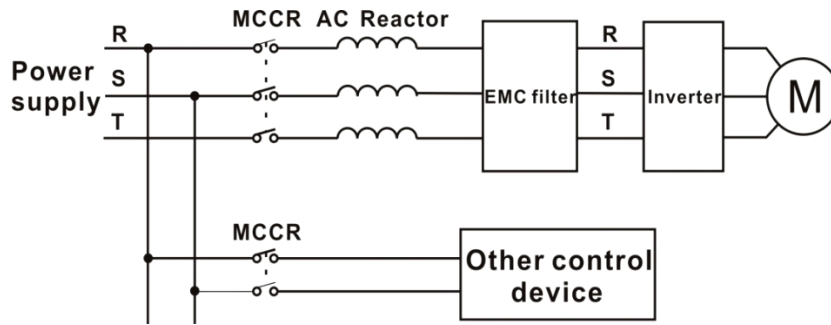 MCCR AC Reactor
R
Power
supply
S
T
EMC filter
R
S
T
Inverter
M
MCCR
Other control
device